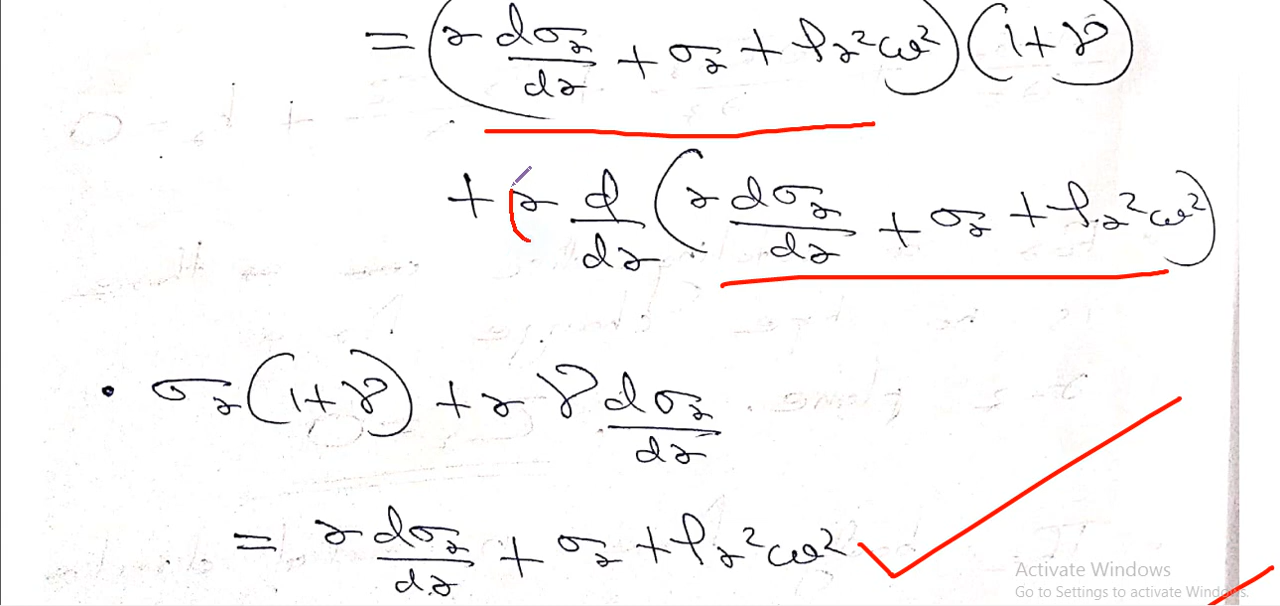 = (r dσr/dr + σr + ρr²ω²)(1+ν)
+ r d/dr (r dσr/dr + σr + ρr²ω²)
• σr(1+ν) + r ν dσr/dr
= r dσr/dr + σr + ρr²ω²
Activate Windows
Go to Settings to activate Windows.